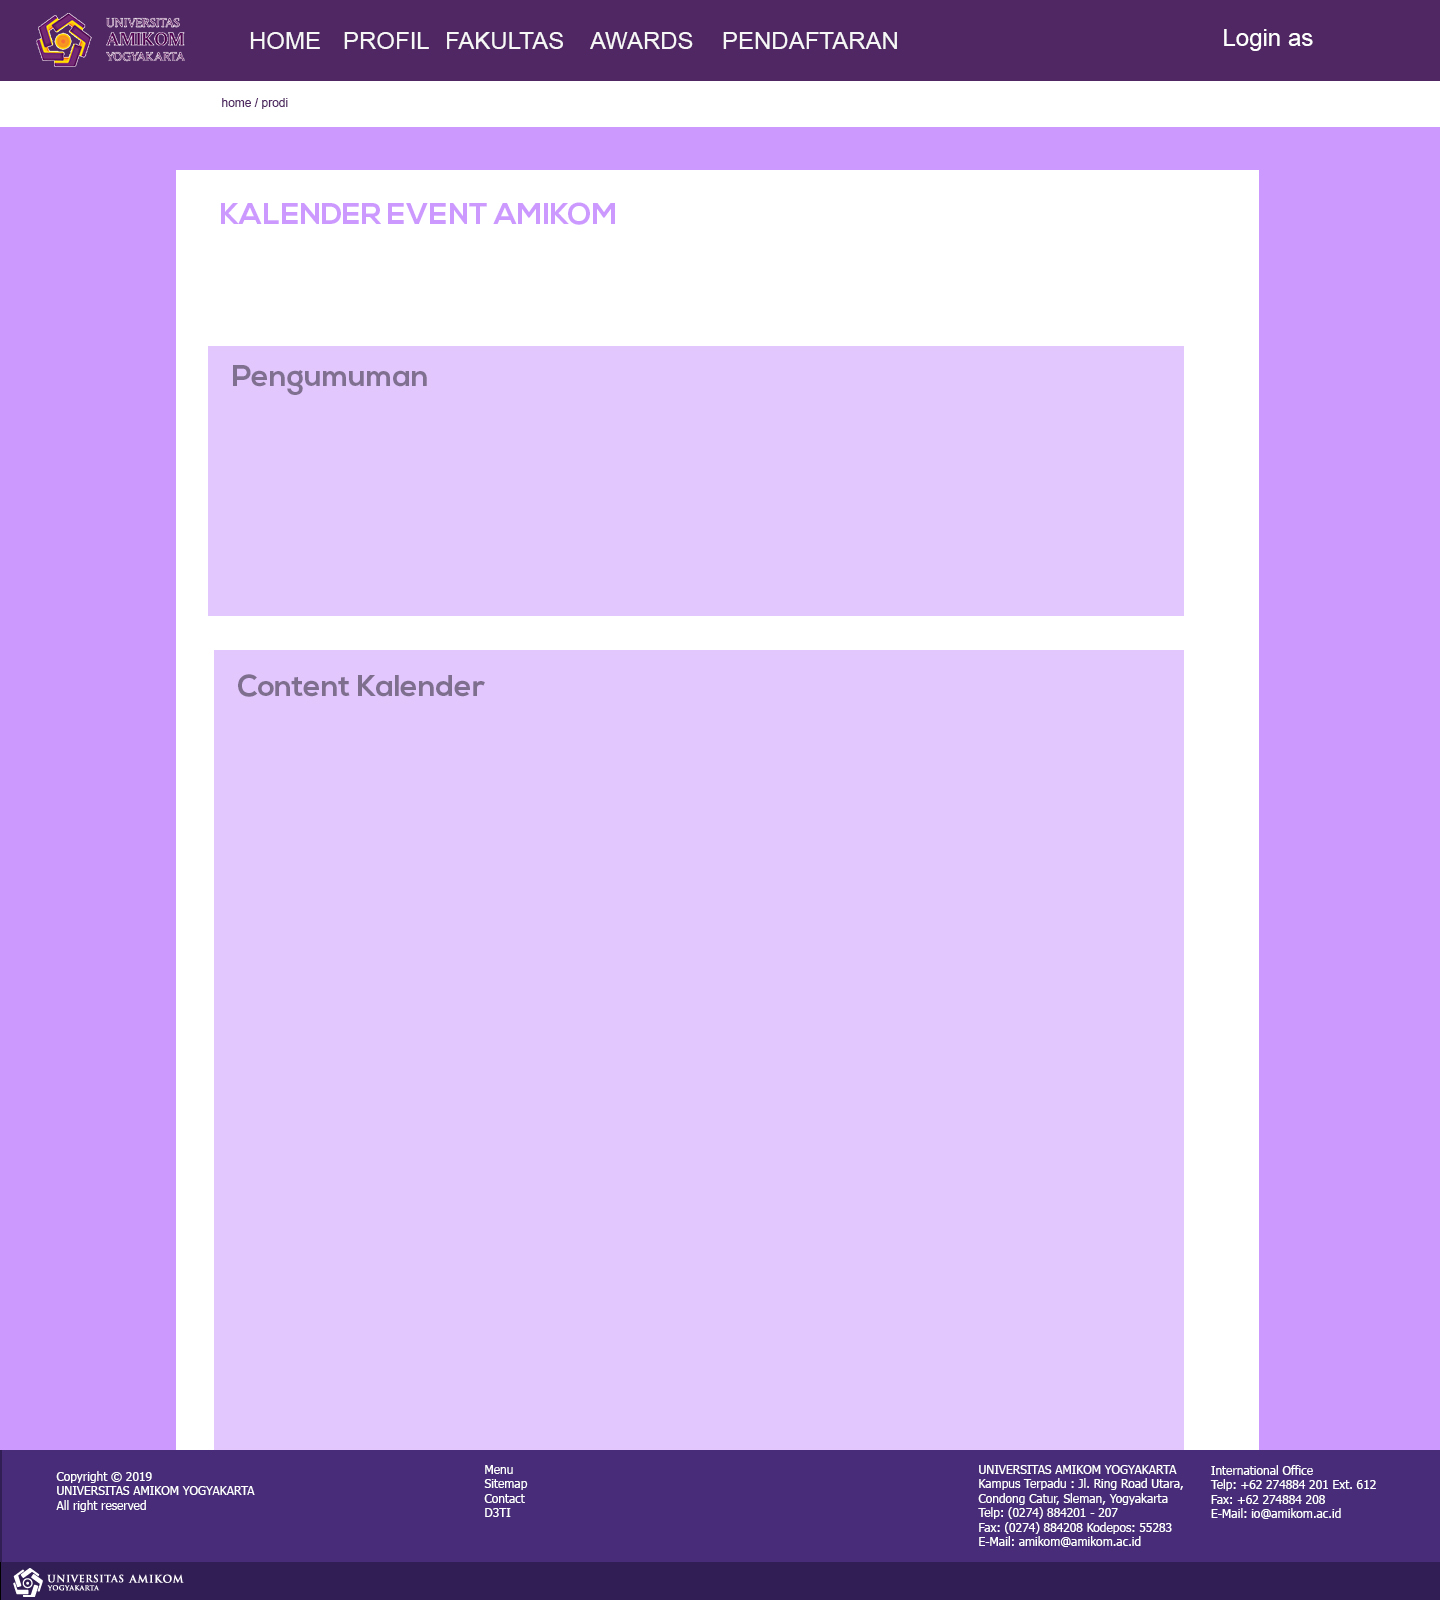 UNIVERSITAS
AMIKOM
YOGYAKARTA
HOME PROFIL FAKULTAS AWARDS PENDAFTARAN
Login as
home / prodi
KALENDER EVENT AMIKOM
Pengumuman
Content Kalender
Copyright © 2019
UNIVERSITAS AMIKOM YOGYAKARTA
All right reserved
Menu
Sitemap
Contact
D3TI
UNIVERSITAS AMIKOM YOGYAKARTA
Kampus Terpadu : Jl. Ring Road Utara,
Condong Catur, Sleman, Yogyakarta
Telp: (0274) 884201 - 207
Fax: (0274) 884208 Kodepos: 55283
E-Mail: amikom@amikom.ac.id
International Office
Telp: +62 274884 201 Ext. 612
Fax: +62 274884 208
E-Mail: io@amikom.ac.id
UNIVERSITAS AMIKOM
YOGYAKARTA